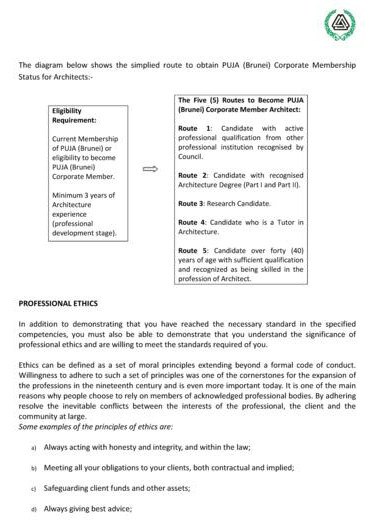 The diagram below shows the simplied route to obtain PUJA (Brunei) Corporate Membership
Status for Architects:-
Eligibility
Requirement:
Current Membership
of PUJA (Brunei) or
eligibility to become
PUJA (Brunei)
Corporate Member.
Minimum 3 years of
Architecture
experience
(professional
development stage).
The Five (5) Routes to Become PUJA
(Brunei) Corporate Member Architect:
Route 1: Candidate with active
professional qualification from other
professional institution recognised by
Council.
Route 2: Candidate with recognised
Architecture Degree (Part I and Part II).
Route 3: Research Candidate.
Route 4: Candidate who is a Tutor in
Architecture.
Route 5: Candidate over forty (40)
years of age with sufficient qualification
and recognized as being skilled in the
profession of Architect.
PROFESSIONAL ETHICS
In addition to demonstrating that you have reached the necessary standard in the specified
competencies, you must also be able to demonstrate that you understand the significance of
professional ethics and are willing to meet the standards required of you.
Ethics can be defined as a set of moral principles extending beyond a formal code of conduct.
Willingness to adhere to such a set of principles was one of the cornerstones for the expansion of
the professions in the nineteenth century and is even more important today. It is one of the main
reasons why people choose to rely on members of acknowledged professional bodies. By adhering
resolve the inevitable conflicts between the interests of the professional, the client and the
community at large.
Some examples of the principles of ethics are:
a) Always acting with honesty and integrity, and within the law;
b) Meeting all your obligations to your clients, both contractual and implied;
c) Safeguarding client funds and other assets;
d) Always giving best advice;